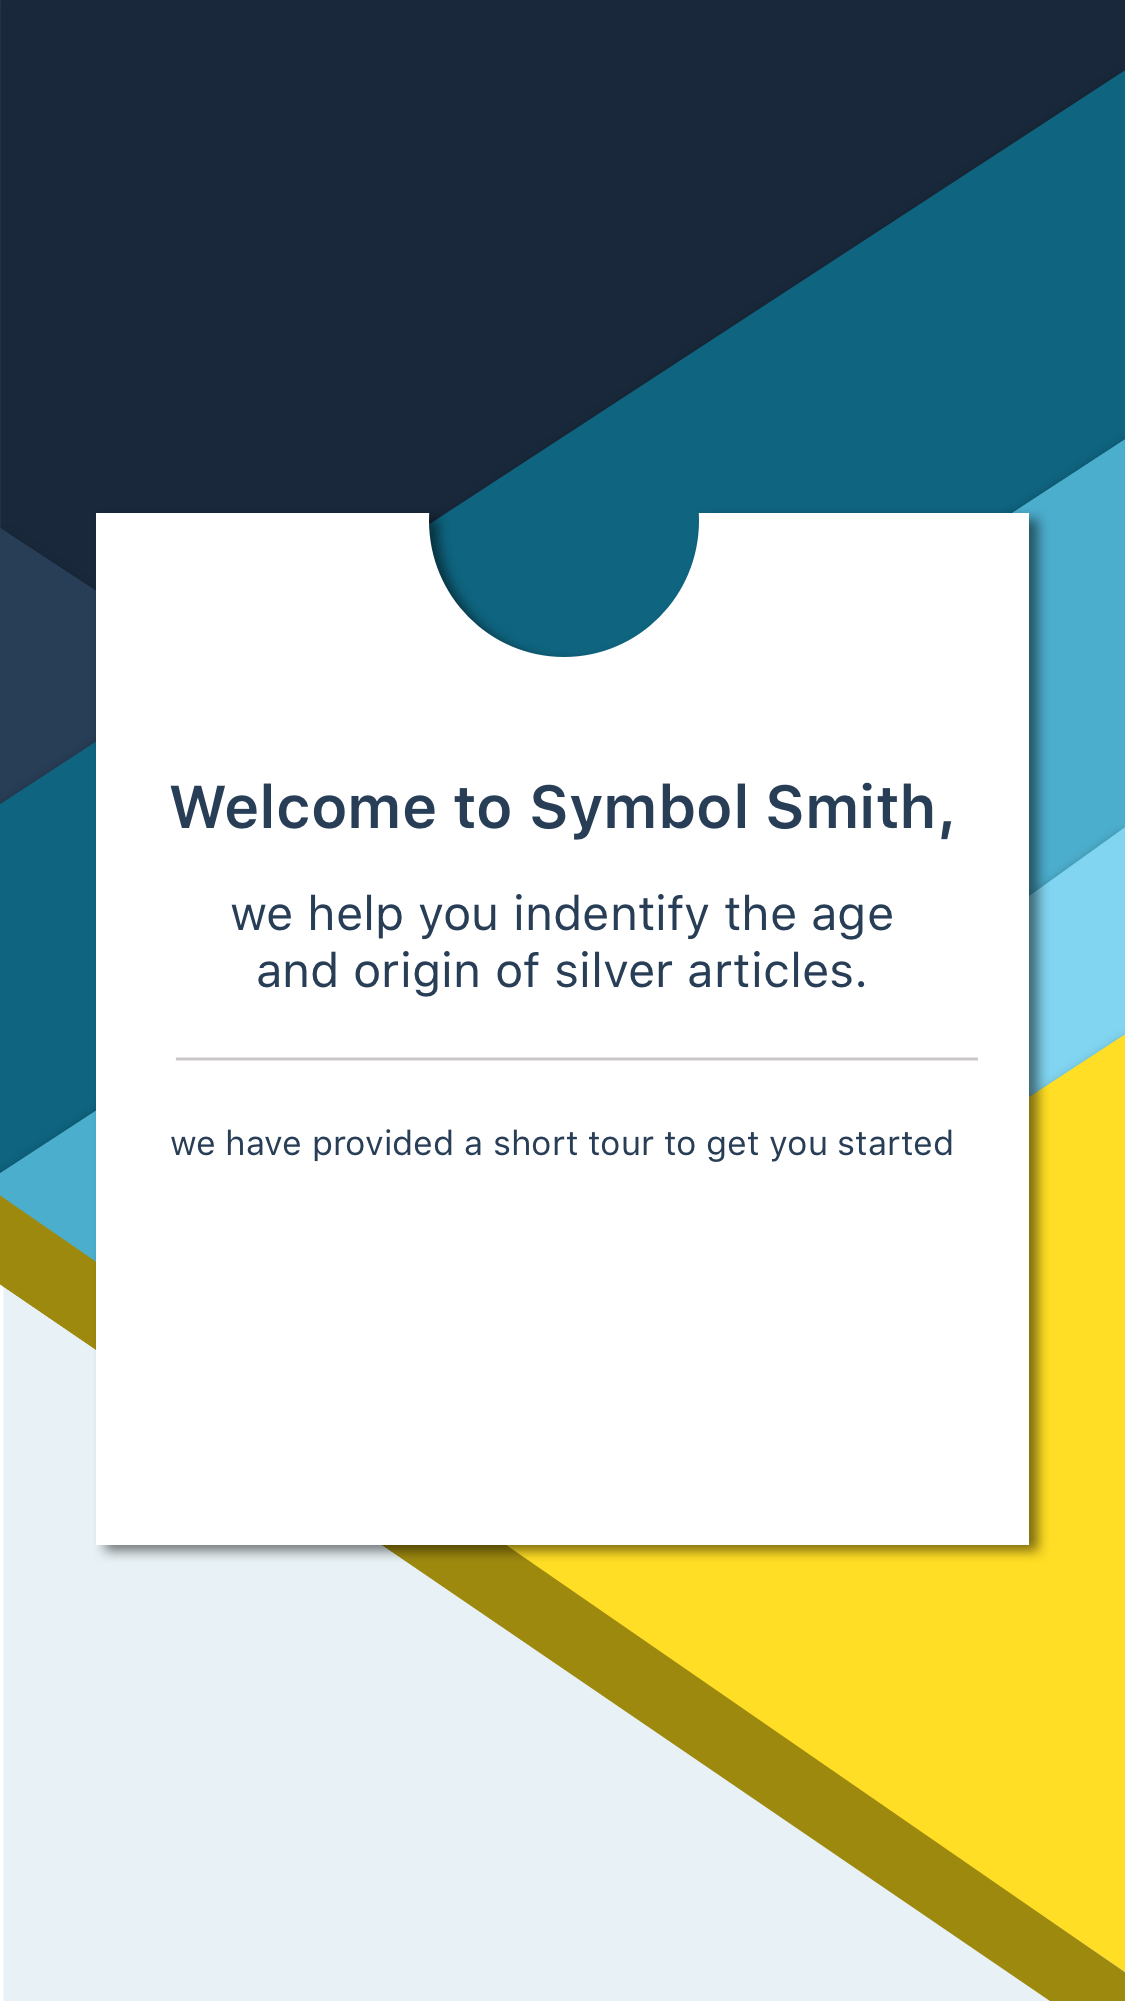 Welcome to Symbol Smith,
we help you indentify the age
and origin of silver articles.
we have provided a short tour to get you started